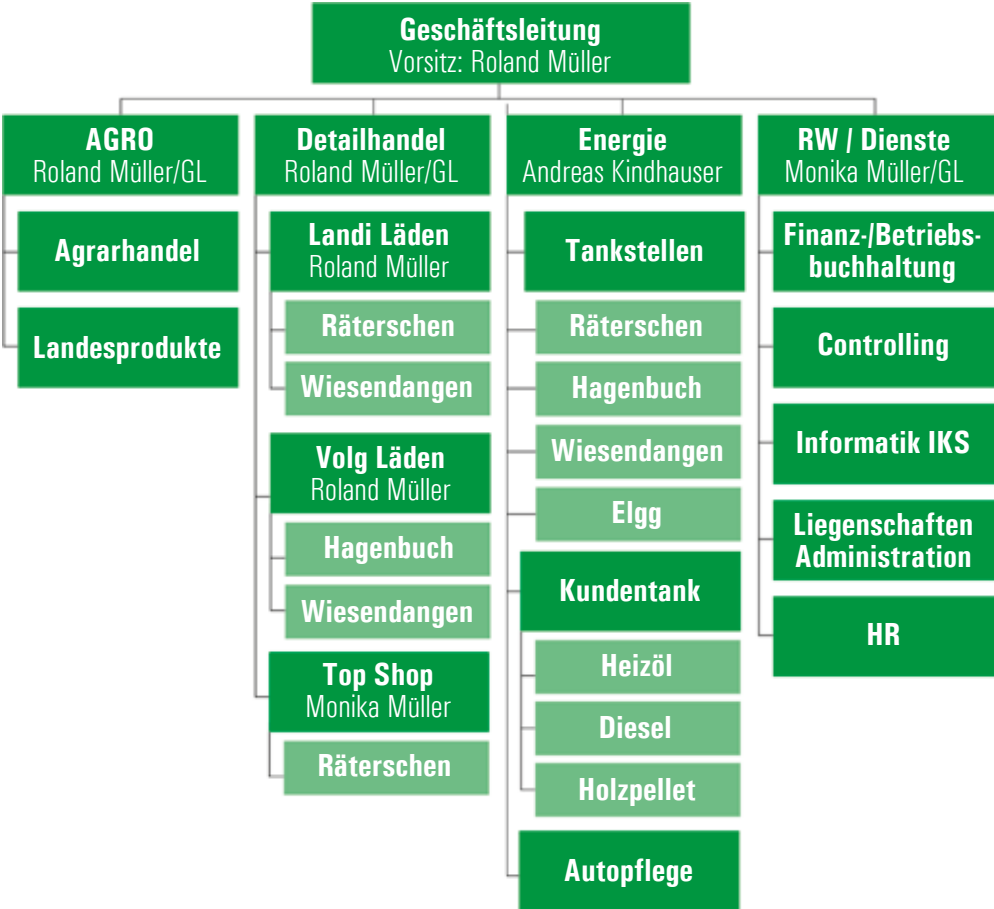 Geschäftsleitung
Vorsitz: Roland Müller
AGRO
Roland Müller/GL
Agrarhandel
Landesprodukte
Detailhandel
Roland Müller/GL
Landi Läden
Roland Müller
Räterschen
Wiesendangen
Volg Läden
Roland Müller
Hagenbuch
Wiesendangen
Top Shop
Monika Müller
Räterschen
Energie
Andreas Kindhauser
Tankstellen
Räterschen
Hagenbuch
Wiesendangen
Elgg
Kundentank
Heizöl
Diesel
Holzpellet
Autopflege
RW / Dienste
Monika Müller/GL
Finanz-/Betriebs-
buchhaltung
Controlling
Informatik IKS
Liegenschaften
Administration
HR